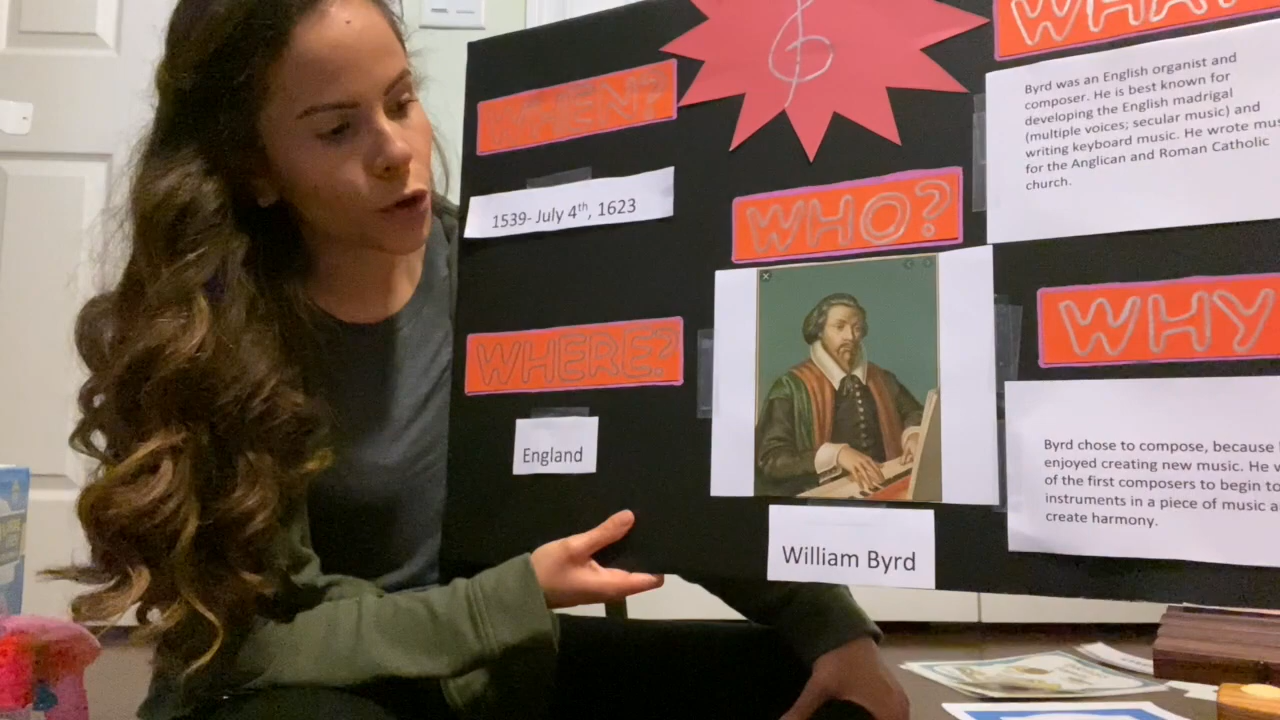 WHEN?
1539- July 4th, 1623
WHERE?
England
WHO?
William Byrd
WHAT
Byrd was an English organist and
composer. He is best known for
developing the English madrigal
(multiple voices; secular music) and
writing keyboard music. He wrote mus
for the Anglican and Roman Catholic
church.
WHY
Byrd chose to compose, because
enjoyed creating new music. He w
of the first composers to begin to
instruments in a piece of music a
create harmony.